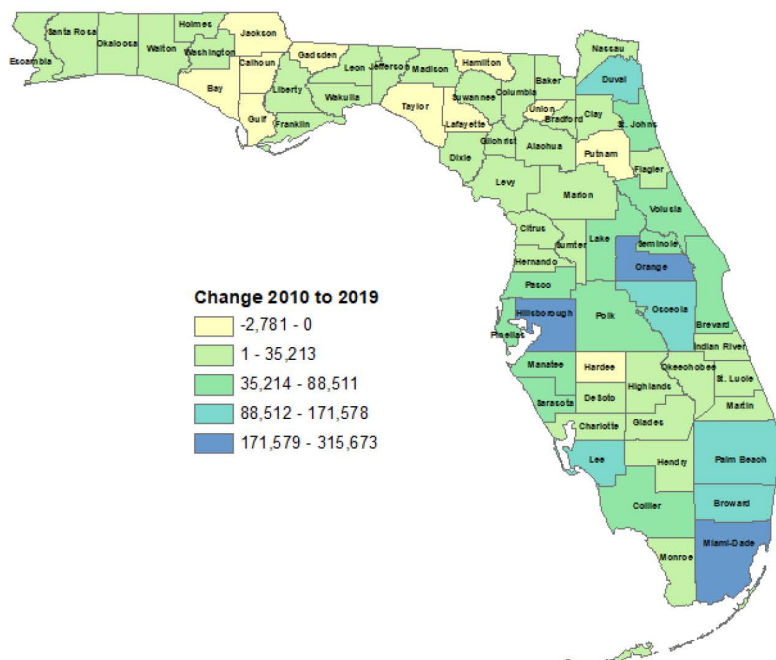 Holmes
Jackson
Santa Rosa
Okaloosa
Walton
Washington
Escambia
Calhoun
Gadsden
Hamilton
Nassau
Leon
Jefferson
Madison
Baker
Duval
Bay
Liberty
Wakulla
Taylor
Suwannee
Columbia
Union
Bradford
Clay
Gulf
Franklin
Lafayette
St. Johns
Gilchrist
Alachua
Putnam
Dixie
Flagler
Levy
Marion
Volusia
Citrus
Sumter
Lake
Seminole
Hernando
Orange
Pasco
Change 2010 to 2019
-2,781 - 0
1 - 35,213
35,214 - 88,511
88,512 - 171,578
171,579 - 315,673
Hillsborough
Polk
Osceola
Brevard
Pinellas
Indian River
Manatee
Hardee
Okeechobee
Highlands
St. Lucie
Sarasota
DeSoto
Martin
Charlotte
Glades
Lee
Hendry
Palm Beach
Collier
Broward
Miami-Dade
Monroe